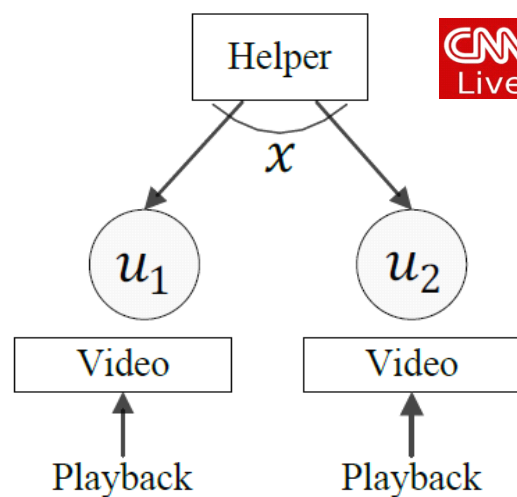 Helper
CNN
Live
x
u₁
u₂
Video
Video
Playback
Playback